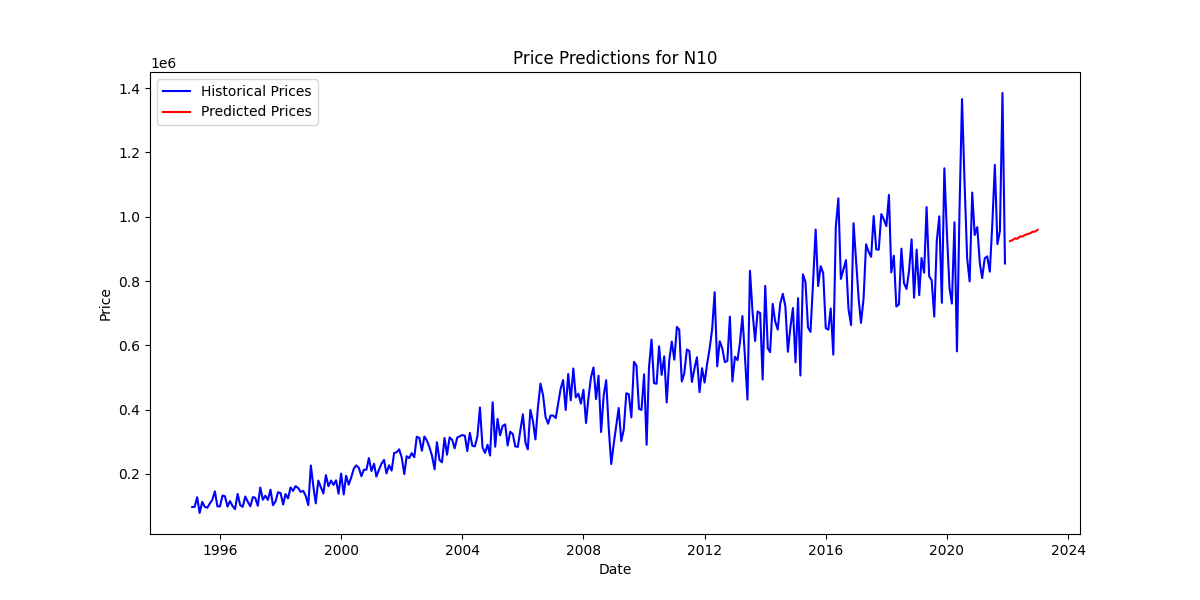 Price Predictions for N10
1e6
Historical Prices
Predicted Prices
1.4
1.2
1.0
0.8
0.6
0.4
0.2
Price
1996 2000 2004 2008 2012 2016 2020 2024
Date